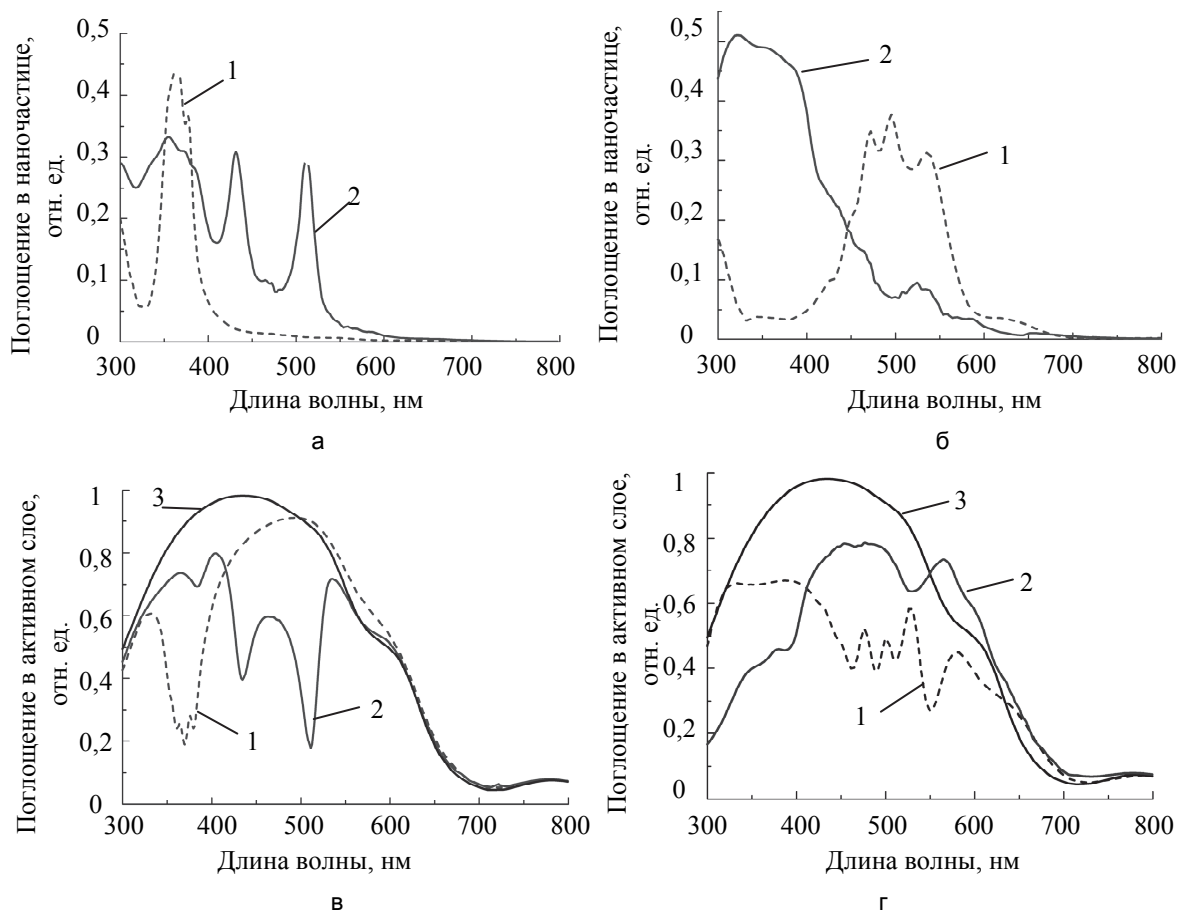 Поглощение в наночастице,
отн. ед.
0,5
0,4
0,3
0,2
0,1
0
1
2
300 400 500 600 700 800
Длина волны, нм
а
Поглощение в наночастице,
отн. ед.
0,5
0,4
0,3
0,2
0,1
0
2
1
300 400 500 600 700 800
Длина волны, нм
б
Поглощение в активном слое,
отн. ед.
1
0,8
0,6
0,4
0,2
0
3
1
2
300 400 500 600 700 800
Длина волны, нм
в
Поглощение в активном слое,
отн. ед.
1
0,8
0,6
0,4
0,2
0
3
2
1
300 400 500 600 700 800
Длина волны, нм
г